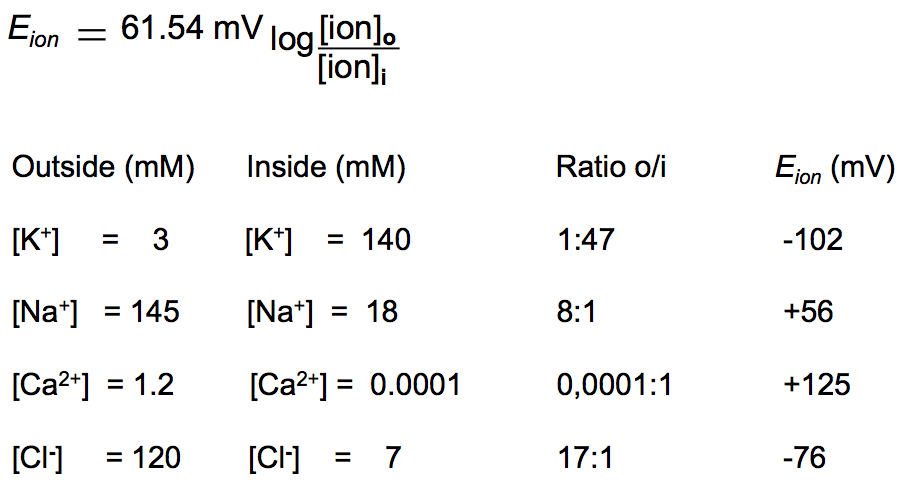 E_ion = 61.54 mV log [ion]o
[ion]i
Outside (mM) Inside (mM) Ratio o/i E_ion (mV)
[K⁺] = 3 [K⁺] = 140 1:47 -102
[Na⁺] = 145 [Na⁺] = 18 8:1 +56
[Ca²⁺] = 1.2 [Ca²⁺] = 0.0001 0,0001:1 +125
[Cl⁻] = 120 [Cl⁻] = 7 17:1 -76